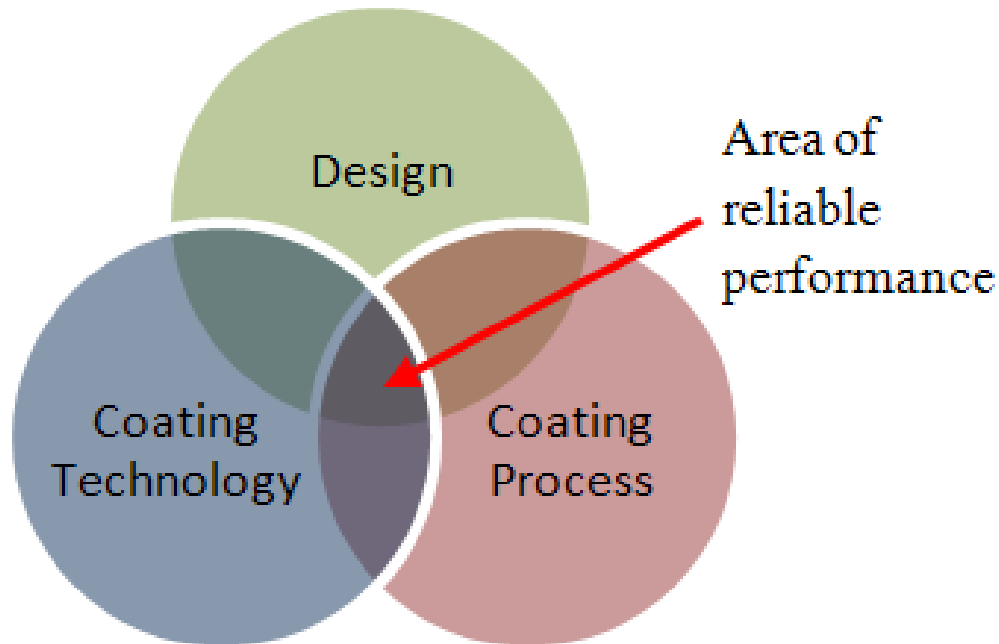 Design
Area of
reliable
performance
Coating
Technology
Coating
Process